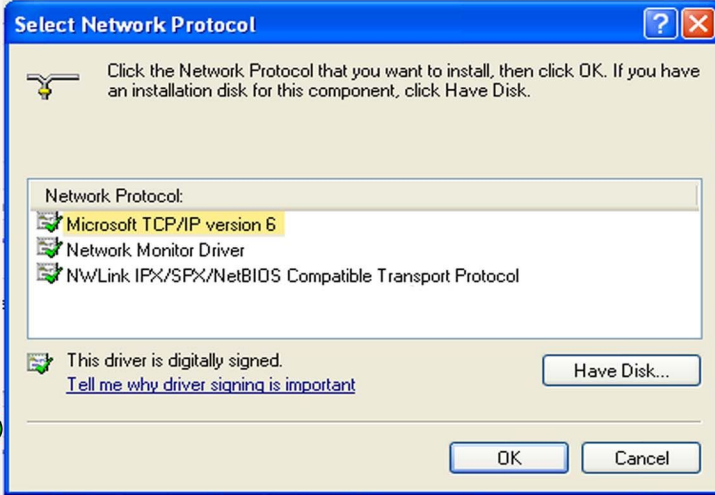 Select Network Protocol
Click the Network Protocol that you want to install, then click OK. If you have
an installation disk for this component, click Have Disk.
Network Protocol:
Microsoft TCP/IP version 6
Network Monitor Driver
NWLink IPX/SPX/NetBIOS Compatible Transport Protocol
This driver is digitally signed.
Tell me why driver signing is important
Have Disk...
OK
Cancel